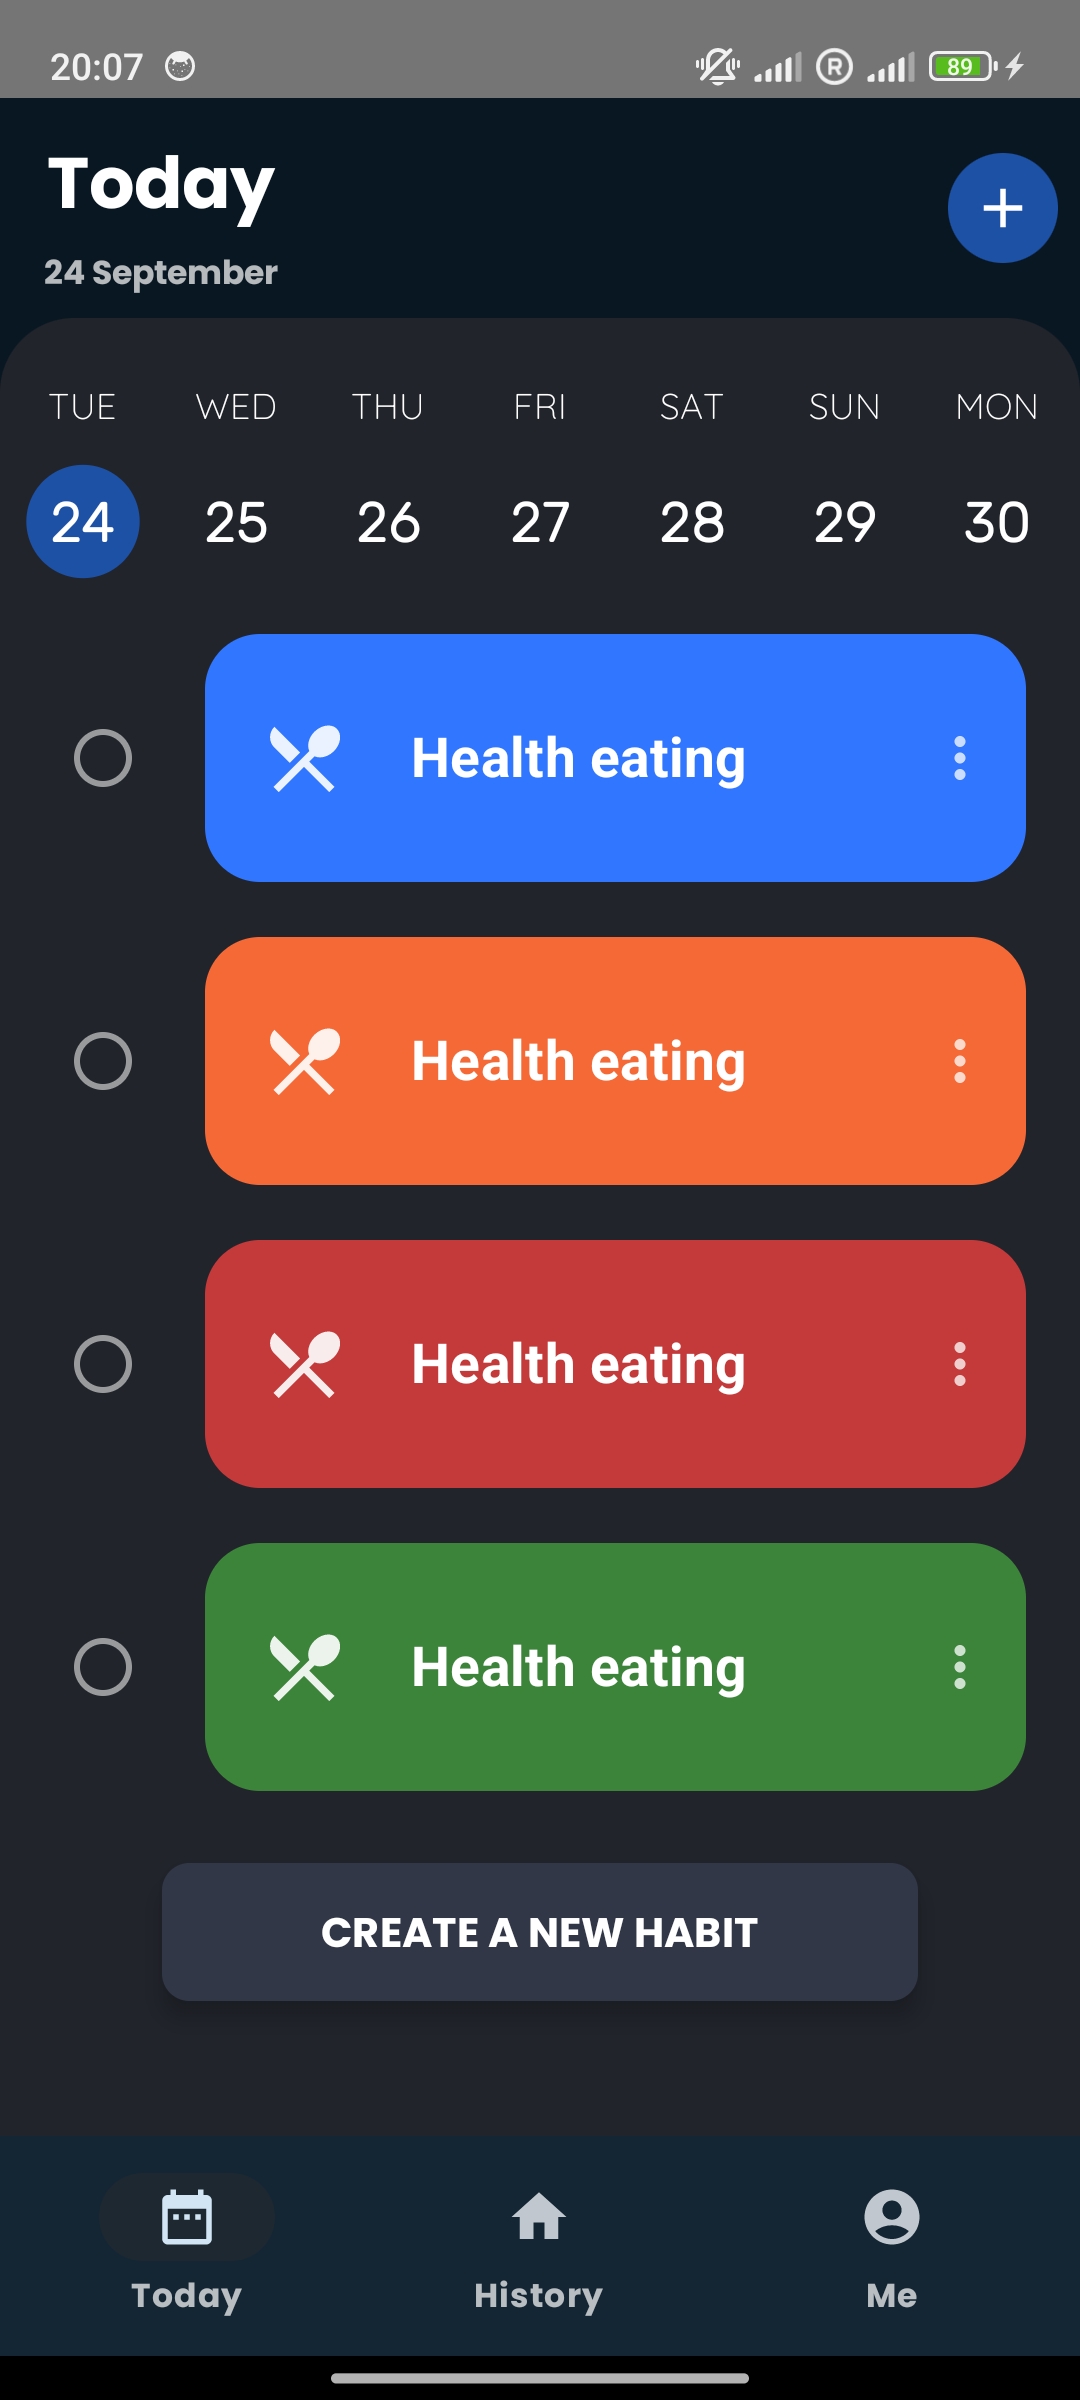 20:07
R
89
Today
24 September
TUE WED THU FRI SAT SUN MON
24 25 26 27 28 29 30
Health eating
Health eating
Health eating
Health eating
CREATE A NEW HABIT
Today History Me